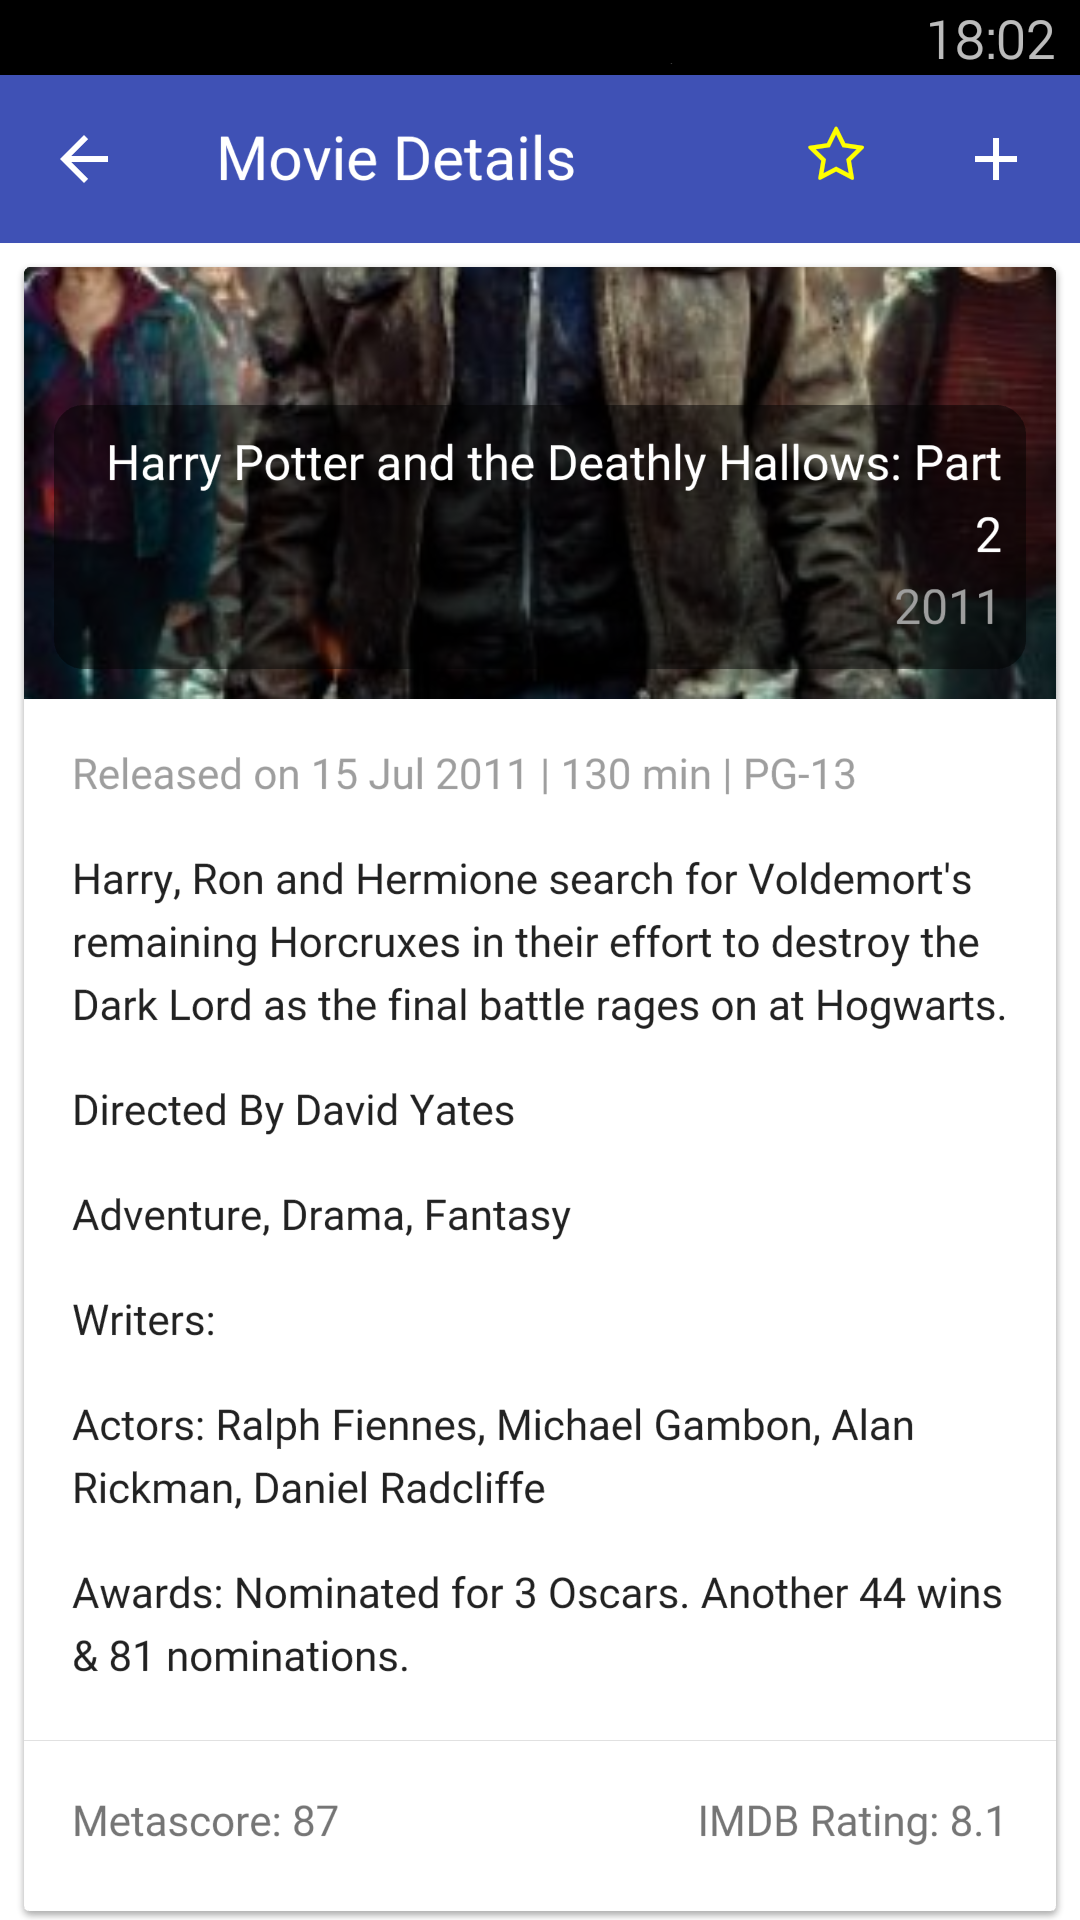 18:02
Movie Details
Harry Potter and the Deathly Hallows: Part
2
2011
Released on 15 Jul 2011 | 130 min | PG-13
Harry, Ron and Hermione search for Voldemort's
remaining Horcruxes in their effort to destroy the
Dark Lord as the final battle rages on at Hogwarts.
Directed By David Yates
Adventure, Drama, Fantasy
Writers:
Actors: Ralph Fiennes, Michael Gambon, Alan
Rickman, Daniel Radcliffe
Awards: Nominated for 3 Oscars. Another 44 wins
& 81 nominations.
Metascore: 87
IMDB Rating: 8.1